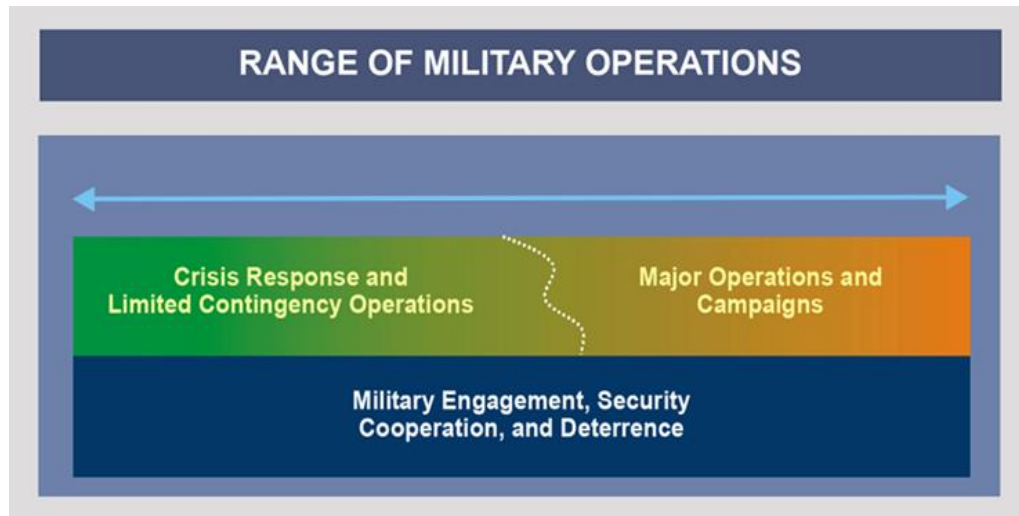 RANGE OF MILITARY OPERATIONS
Crisis Response and
Limited Contingency Operations
Major Operations and
Campaigns
Military Engagement, Security
Cooperation, and Deterrence